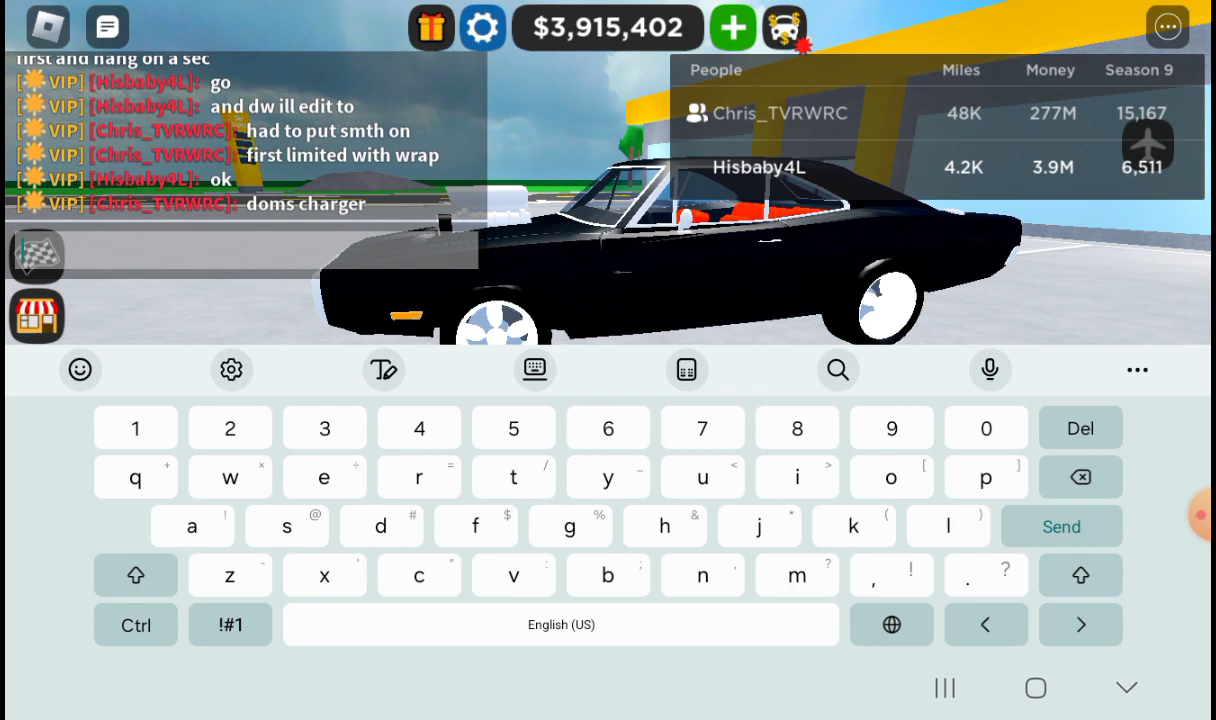 $3,915,402
first and hang on a sec
[VIP] [Hisbaby4L]: go
[VIP] [Hisbaby4L]: and dw ill edit to
[VIP] [Chris_TVRWRC]: had to put smth on
[VIP] [Chris_TVRWRC]: first limited with wrap
[VIP] [Hisbaby4L]: ok
[VIP] [Chris_TVRWRC]: doms charger
People Miles Money Season 9
Chris_TVRWRC 48K 277M 15,167
Hisbaby4L 4.2K 3.9M 6,511
1 2 3 4 5 6 7 8 9 0 Del
q + w × e ÷ r = t / y _ u < i > o [ p ]
a ! s @ d # f $ g % h & j * k ( l ) Send
z - x ' c " v : b ; n , m ? , ! . ?
Ctrl !#1 English (US) < >